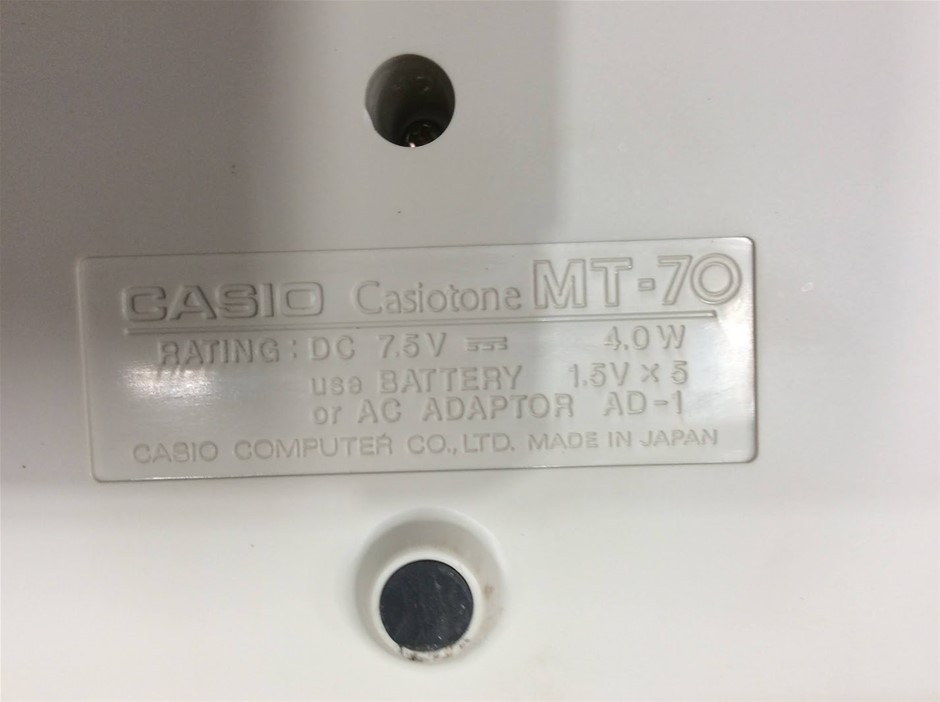 CASIO Casiotone MT-70
RATING: DC 7.5V ⎓ 4.0W
use BATTERY 1.5V × 5
or AC ADAPTOR AD-1
CASIO COMPUTER CO., LTD. MADE IN JAPAN